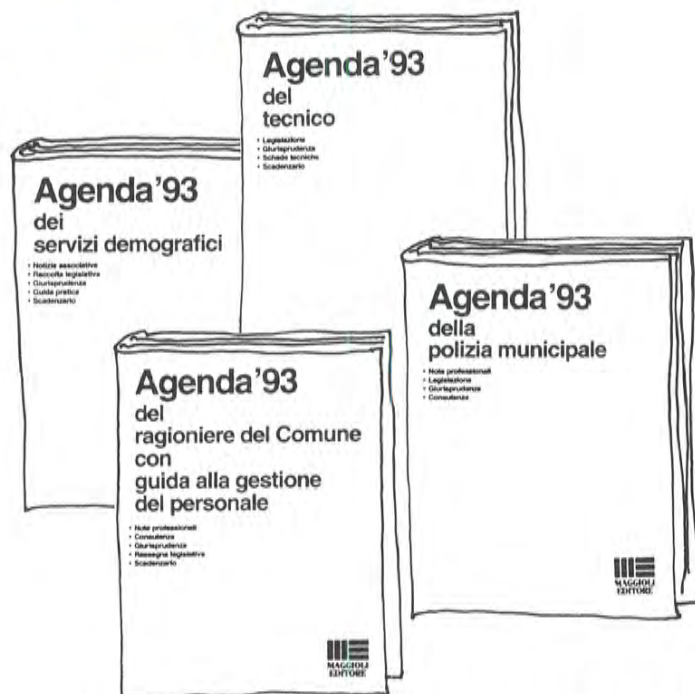 Agenda'93
del
tecnico
• Legislazione
• Giurisprudenza
• Schede tecniche
• Scadenzario
Agenda'93
dei
servizi demografici
• Notizie associative
• Raccolta legislativa
• Giurisprudenza
• Guida pratica
• Scadenzario
Agenda'93
della
polizia municipale
• Note professionali
• Legislazione
• Giurisprudenza
• Consulenza
MAGGIOLI
EDITORE
Agenda'93
del
ragioniere del Comune
con
guida alla gestione
del personale
• Note professionali
• Consulenza
• Giurisprudenza
• Rassegna legislativa
• Scadenzario
MAGGIOLI
EDITORE